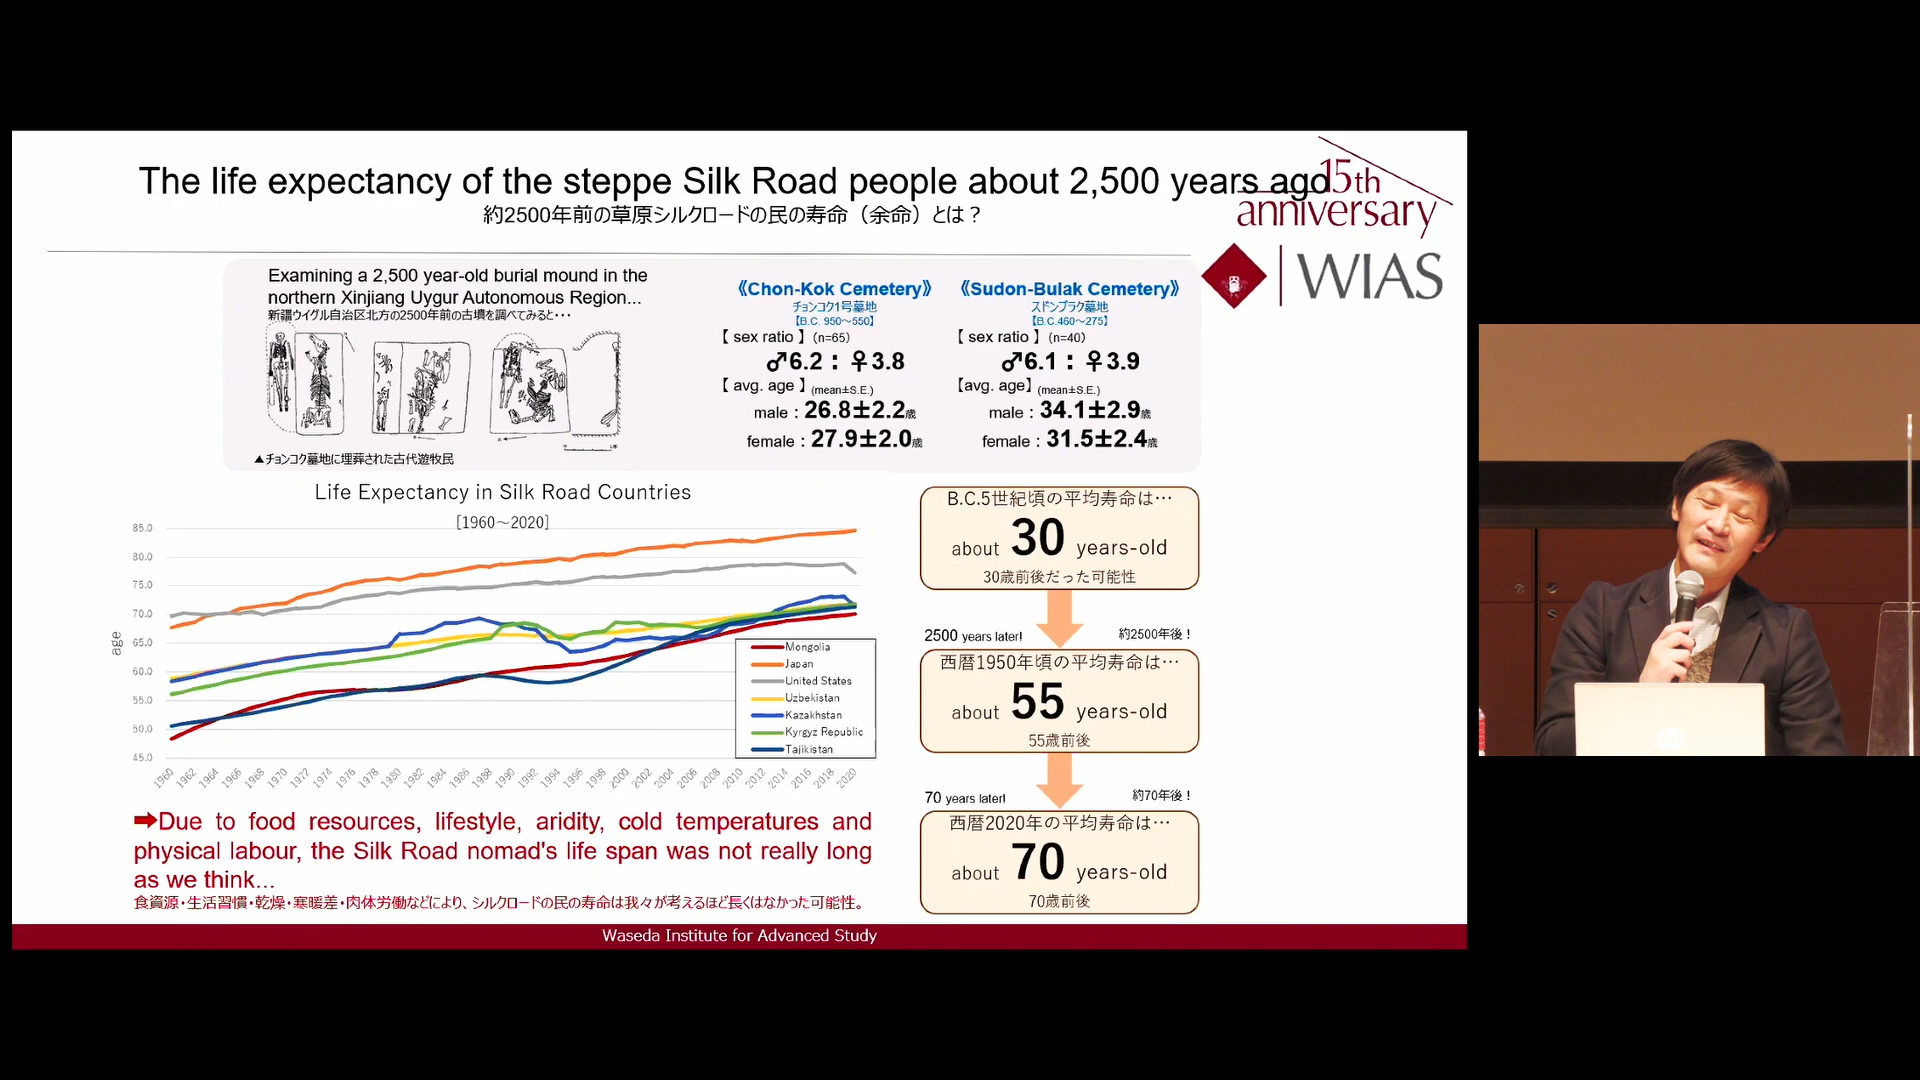 The life expectancy of the steppe Silk Road people about 2,500 years ago
約2500年前の草原シルクロードの民の寿命（余命）とは？
15th
anniversary
WIAS
Examining a 2,500 year-old burial mound in the
northern Xinjiang Uygur Autonomous Region...
新疆ウイグル自治区北方の2500年前の古墳を調べてみると･･･
▲チョンコク墓地に埋葬された古代遊牧民
《Chon-Kok Cemetery》
チョンコク1号墓地
【B.C. 950～550】
【 sex ratio 】 (n=65)
♂6.2： ♀3.8
【 avg. age 】 (mean±S.E.)
male：26.8±2.2歳
female：27.9±2.0歳
《Sudon-Bulak Cemetery》
スドンブラク墓地
【B.C.460～275】
【 sex ratio 】 (n=40)
♂6.1： ♀3.9
【avg. age】 (mean±S.E.)
male：34.1±2.9歳
female：31.5±2.4歳
Life Expectancy in Silk Road Countries
[1960～2020]
age
85.0
80.0
75.0
70.0
65.0
60.0
55.0
50.0
45.0
1960 1962 1964 1966 1968 1970 1972 1974 1976 1978 1980 1982 1984 1986 1988 1990 1992 1994 1996 1998 2000 2002 2004 2006 2008 2010 2012 2014 2016 2018 2020
Mongolia
Japan
United States
Uzbekistan
Kazakhstan
Kyrgyz Republic
Tajikistan
B.C.5世紀頃の平均寿命は…
about 30 years-old
30歳前後だった可能性
2500 years later! 約2500年後！
西暦1950年頃の平均寿命は…
about 55 years-old
55歳前後
70 years later! 約70年後！
西暦2020年の平均寿命は…
about 70 years-old
70歳前後
➡Due to food resources, lifestyle, aridity, cold temperatures and
physical labour, the Silk Road nomad's life span was not really long
as we think...
食資源・生活習慣・乾燥・寒暖差・肉体労働などにより、シルクロードの民の寿命は我々が考えるほど長くはなかった可能性。
Waseda Institute for Advanced Study